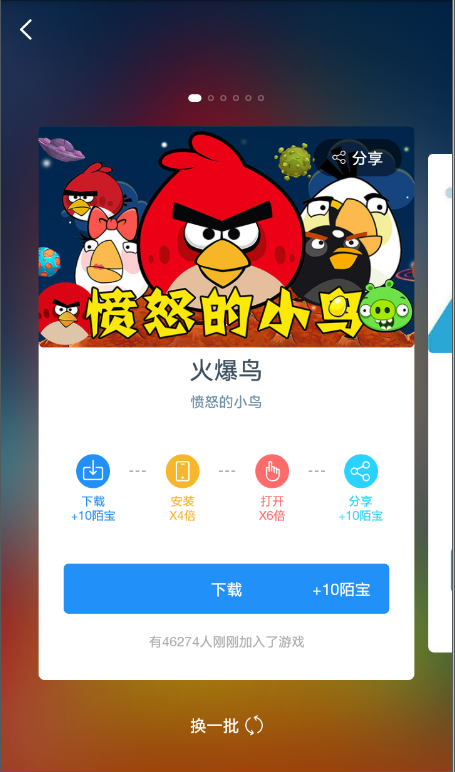 分享
愤怒的小鸟
火爆鸟
愤怒的小鸟
下载 安装 打开 分享
+10陌宝 X4倍 X6倍 +10陌宝
下载 +10陌宝
有46274人刚刚加入了游戏
换一批